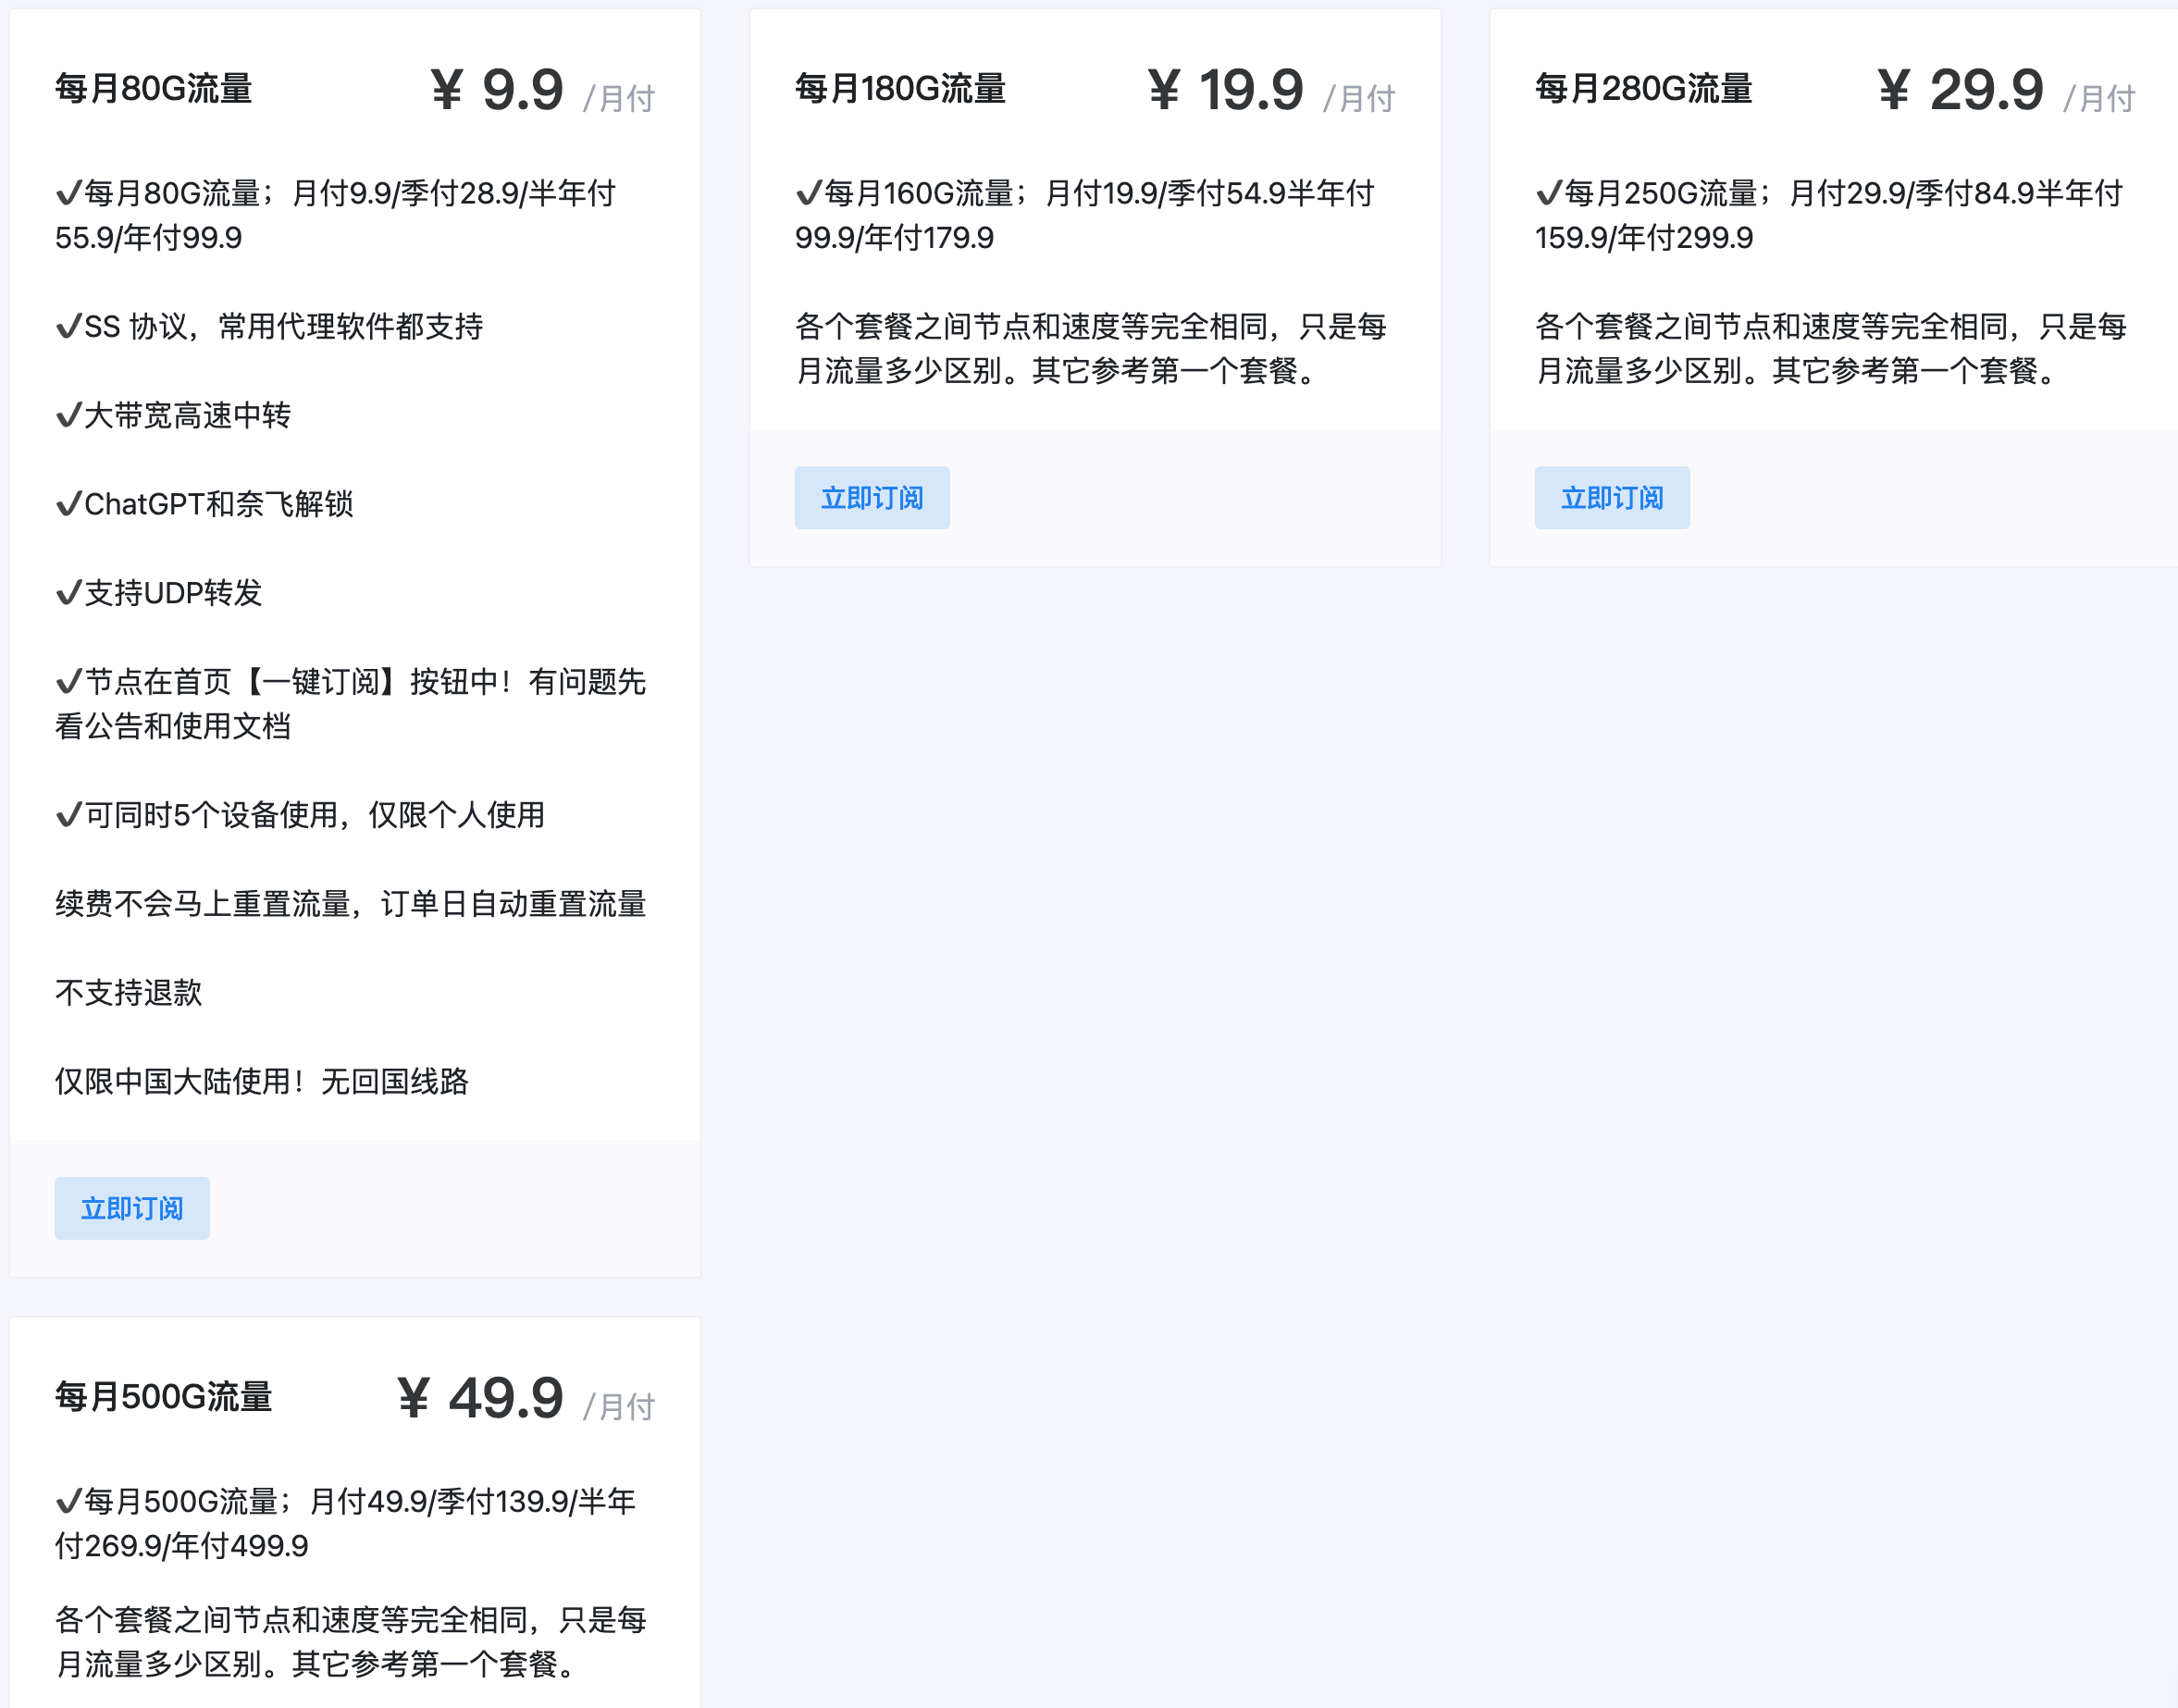 每月80G流量
¥ 9.9 /月付
✔每月80G流量；月付9.9/季付28.9/半年付
55.9/年付99.9
✔SS 协议，常用代理软件都支持
✔大带宽高速中转
✔ChatGPT和奈飞解锁
✔支持UDP转发
✔节点在首页【一键订阅】按钮中！有问题先
看公告和使用文档
✔可同时5个设备使用，仅限个人使用
续费不会马上重置流量，订单日自动重置流量
不支持退款
仅限中国大陆使用！无回国线路
立即订阅
每月180G流量
¥ 19.9 /月付
✔每月160G流量；月付19.9/季付54.9半年付
99.9/年付179.9
各个套餐之间节点和速度等完全相同，只是每
月流量多少区别。其它参考第一个套餐。
立即订阅
每月280G流量
¥ 29.9 /月付
✔每月250G流量；月付29.9/季付84.9半年付
159.9/年付299.9
各个套餐之间节点和速度等完全相同，只是每
月流量多少区别。其它参考第一个套餐。
立即订阅
每月500G流量
¥ 49.9 /月付
✔每月500G流量；月付49.9/季付139.9/半年
付269.9/年付499.9
各个套餐之间节点和速度等完全相同，只是每
月流量多少区别。其它参考第一个套餐。